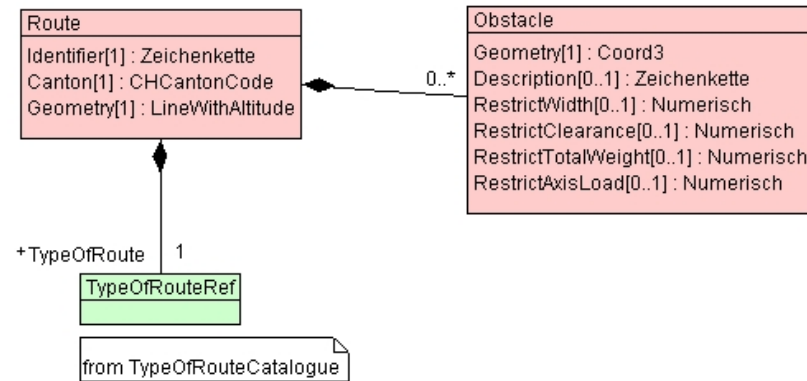 Route
Identifier[1] : Zeichenkette
Canton[1] : CHCantonCode
Geometry[1] : LineWithAltitude
Obstacle
Geometry[1] : Coord3
Description[0..1] : Zeichenkette
RestrictWidth[0..1] : Numerisch
RestrictClearance[0..1] : Numerisch
RestrictTotalWeight[0..1] : Numerisch
RestrictAxisLoad[0..1] : Numerisch
0..*
+TypeOfRoute 1
TypeOfRouteRef
from TypeOfRouteCatalogue